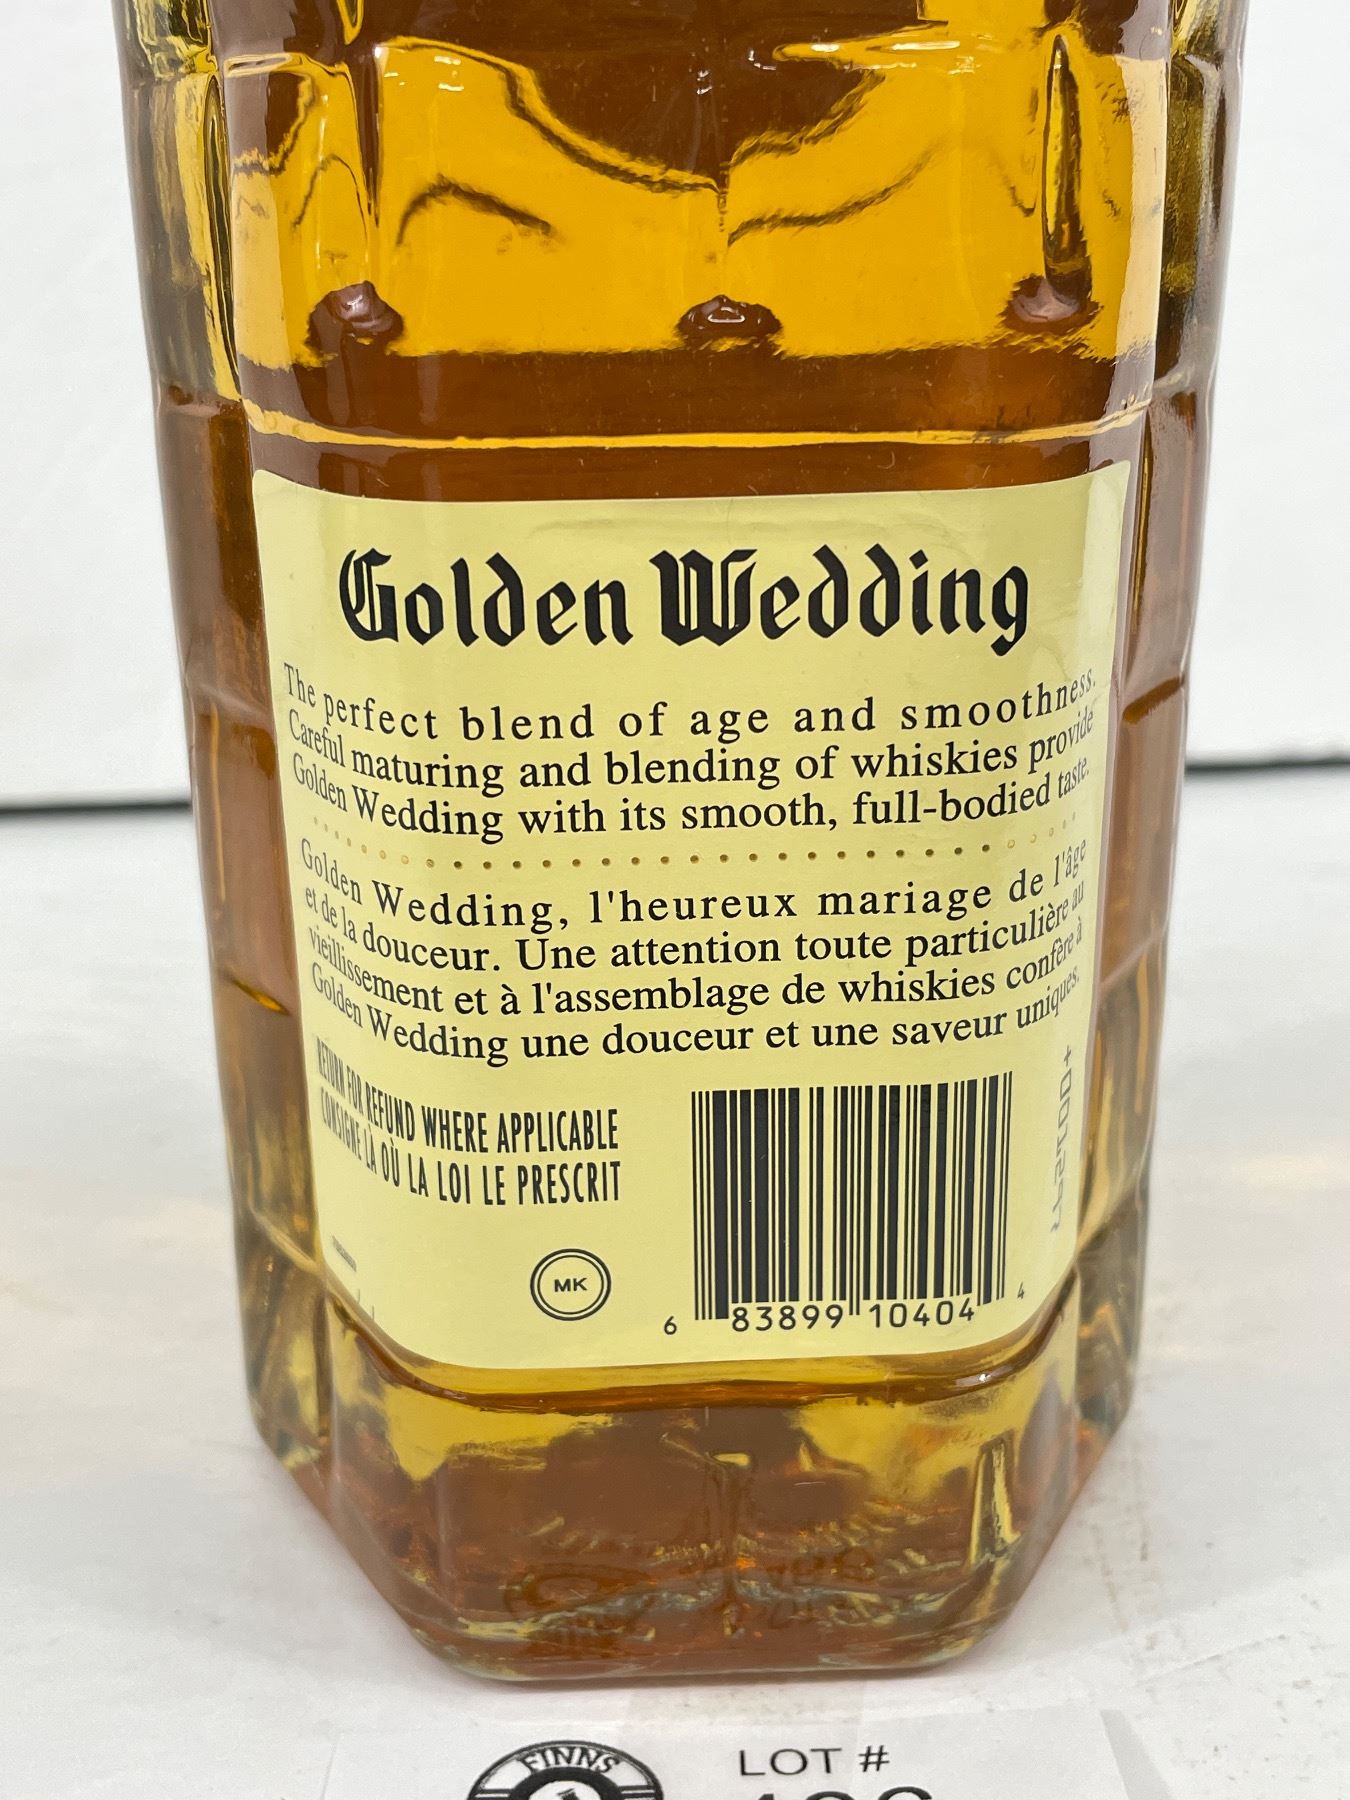 Golden Wedding
The perfect blend of age and smoothness.
Careful maturing and blending of whiskies provide
Golden Wedding with its smooth, full-bodied taste.
Golden Wedding, l'heureux mariage de l'âge
et de la douceur. Une attention toute particulière au
vieillissement et à l'assemblage de whiskies confère à
Golden Wedding une douceur et une saveur uniques.
RETURN FOR REFUND WHERE APPLICABLE
CONSIGNE LÀ OÙ LA LOI LE PRESCRIT
MK
6 83899 10404 4
FINNS
LOT #